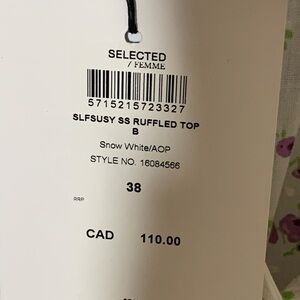 SELECTED
/ FEMME
5715215723327
SLFSUSY SS RUFFLED TOP
B
Snow White/AOP
STYLE NO. 16084566
38
RRP
CAD 110.00